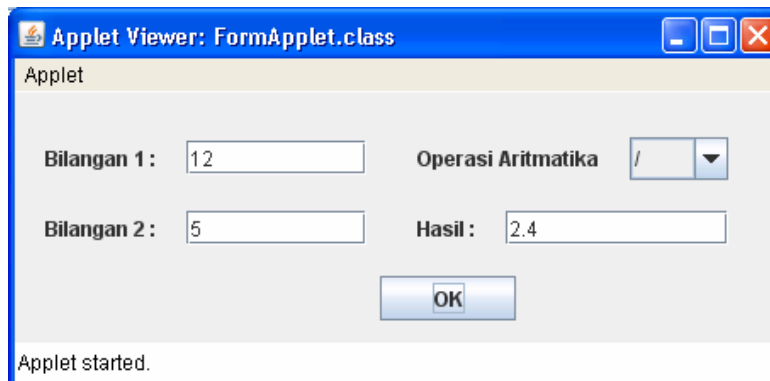 Applet Viewer: FormApplet.class
Applet
Bilangan 1 : 12 Operasi Aritmatika /
Bilangan 2 : 5 Hasil : 2.4
OK
Applet started.